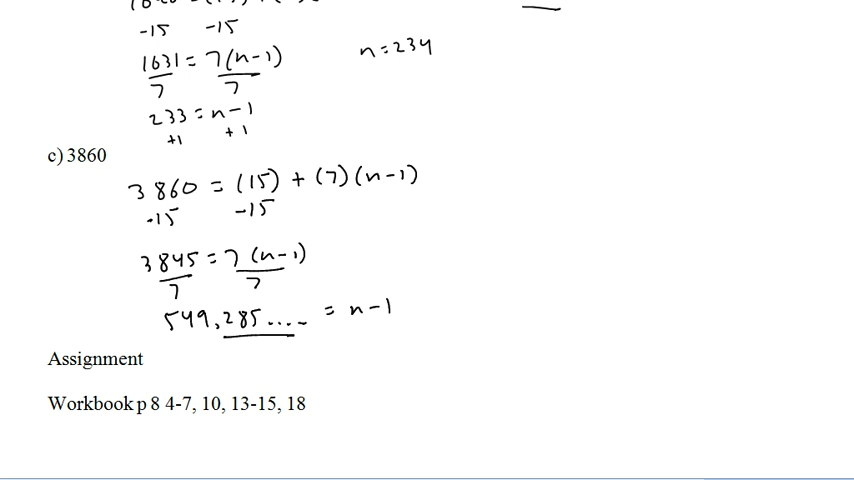 -15 -15
1631 = 7(n-1)
7 7
n = 234
233 = n-1
+1 +1
c) 3860
3860 = (15) + (7)(n-1)
-15 -15
3845 = 7(n-1)
7 7
549.285.... = n-1
Assignment
Workbook p 8 4-7, 10, 13-15, 18